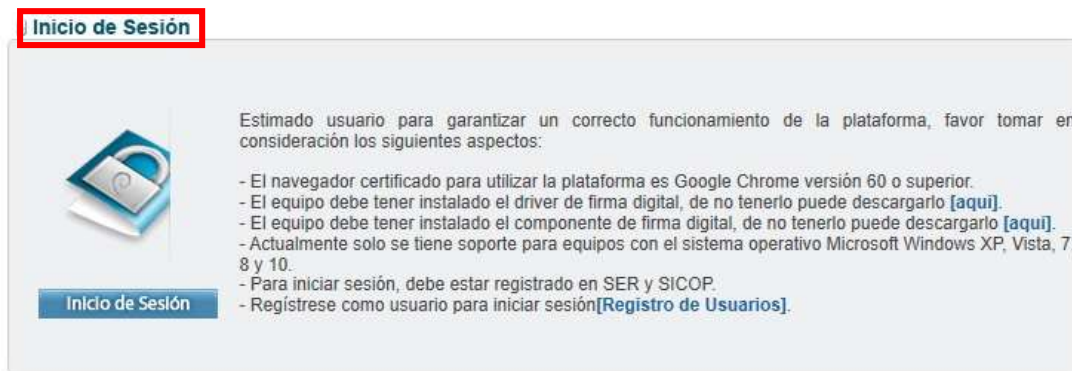 Inicio de Sesión
Estimado usuario para garantizar un correcto funcionamiento de la plataforma, favor tomar en
consideración los siguientes aspectos:
- El navegador certificado para utilizar la plataforma es Google Chrome versión 60 o superior.
- El equipo debe tener instalado el driver de firma digital, de no tenerlo puede descargarlo [aquí].
- El equipo debe tener instalado el componente de firma digital, de no tenerlo puede descargarlo [aquí].
- Actualmente solo se tiene soporte para equipos con el sistema operativo Microsoft Windows XP, Vista, 7
8 y 10.
- Para iniciar sesión, debe estar registrado en SER y SICOP.
- Regístrese como usuario para iniciar sesión[Registro de Usuarios].
Inicio de Sesión